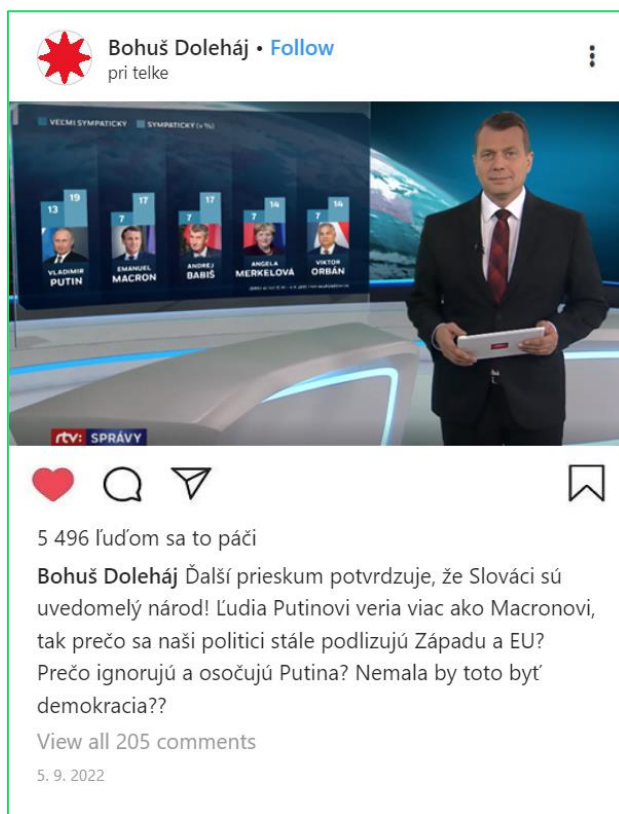 Bohuš Doleháj • Follow
pri telke
VEĽMI SYMPATICKÝ SYMPATICKÝ (v %)
13 19 7 17 7 17 7 14 7 14
VLADIMIR PUTIN
EMANUEL MACRON
ANDREJ BABIŠ
ANGELA MERKELOVÁ
VIKTOR ORBÁN
rtv: SPRÁVY
5 496 ľuďom sa to páči
Bohuš Doleháj Ďalší prieskum potvrdzuje, že Slováci sú
uvedomelý národ! Ľudia Putinovi veria viac ako Macronovi,
tak prečo sa naši politici stále podlizujú Západu a EU?
Prečo ignorujú a osočujú Putina? Nemala by toto byť
demokracia??
View all 205 comments
5. 9. 2022